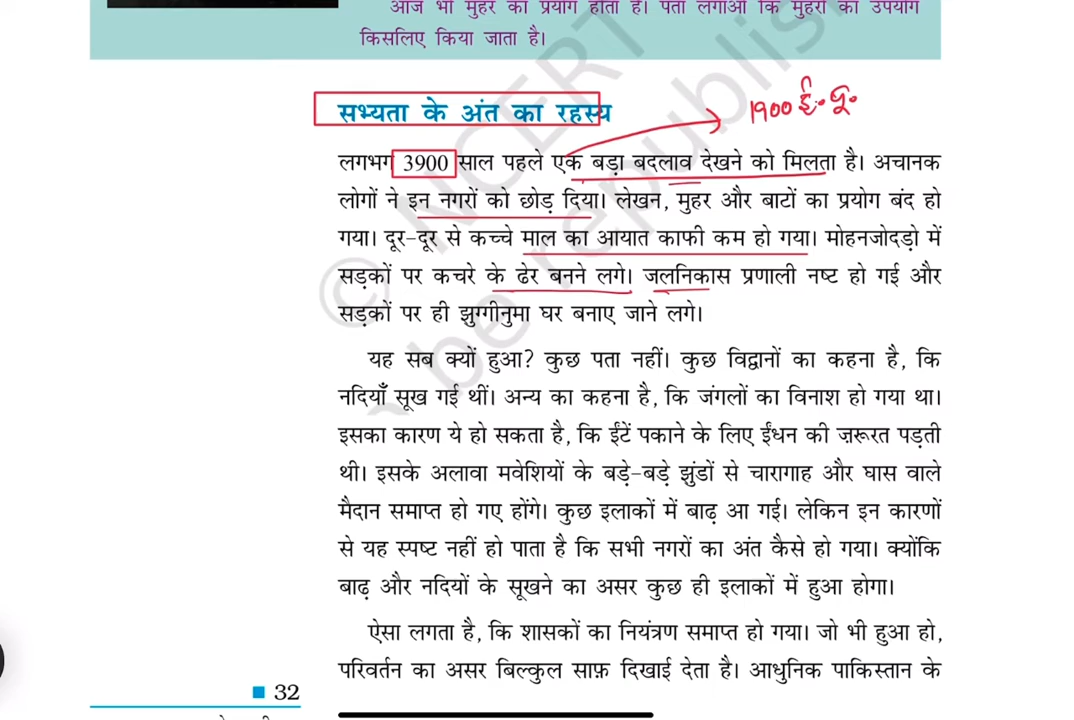 आज भी मुहर का प्रयोग होता है। पता लगाओ कि मुहरों का उपयोग
किसलिए किया जाता है।
सभ्यता के अंत का रहस्य
1900 ई. पू.
लगभग 3900 साल पहले एक बड़ा बदलाव देखने को मिलता है। अचानक
लोगों ने इन नगरों को छोड़ दिया। लेखन, मुहर और बाटों का प्रयोग बंद हो
गया। दूर-दूर से कच्चे माल का आयात काफी कम हो गया। मोहनजोदड़ो में
सड़कों पर कचरे के ढेर बनने लगे। जलनिकास प्रणाली नष्ट हो गई और
सड़कों पर ही झुग्गीनुमा घर बनाए जाने लगे।
यह सब क्यों हुआ? कुछ पता नहीं। कुछ विद्वानों का कहना है, कि
नदियाँ सूख गई थीं। अन्य का कहना है, कि जंगलों का विनाश हो गया था।
इसका कारण ये हो सकता है, कि ईंटें पकाने के लिए ईंधन की ज़रूरत पड़ती
थी। इसके अलावा मवेशियों के बड़े-बड़े झुंडों से चारागाह और घास वाले
मैदान समाप्त हो गए होंगे। कुछ इलाकों में बाढ़ आ गई। लेकिन इन कारणों
से यह स्पष्ट नहीं हो पाता है कि सभी नगरों का अंत कैसे हो गया। क्योंकि
बाढ़ और नदियों के सूखने का असर कुछ ही इलाकों में हुआ होगा।
ऐसा लगता है, कि शासकों का नियंत्रण समाप्त हो गया। जो भी हुआ हो,
परिवर्तन का असर बिल्कुल साफ़ दिखाई देता है। आधुनिक पाकिस्तान के
32
© NCERT
be republish